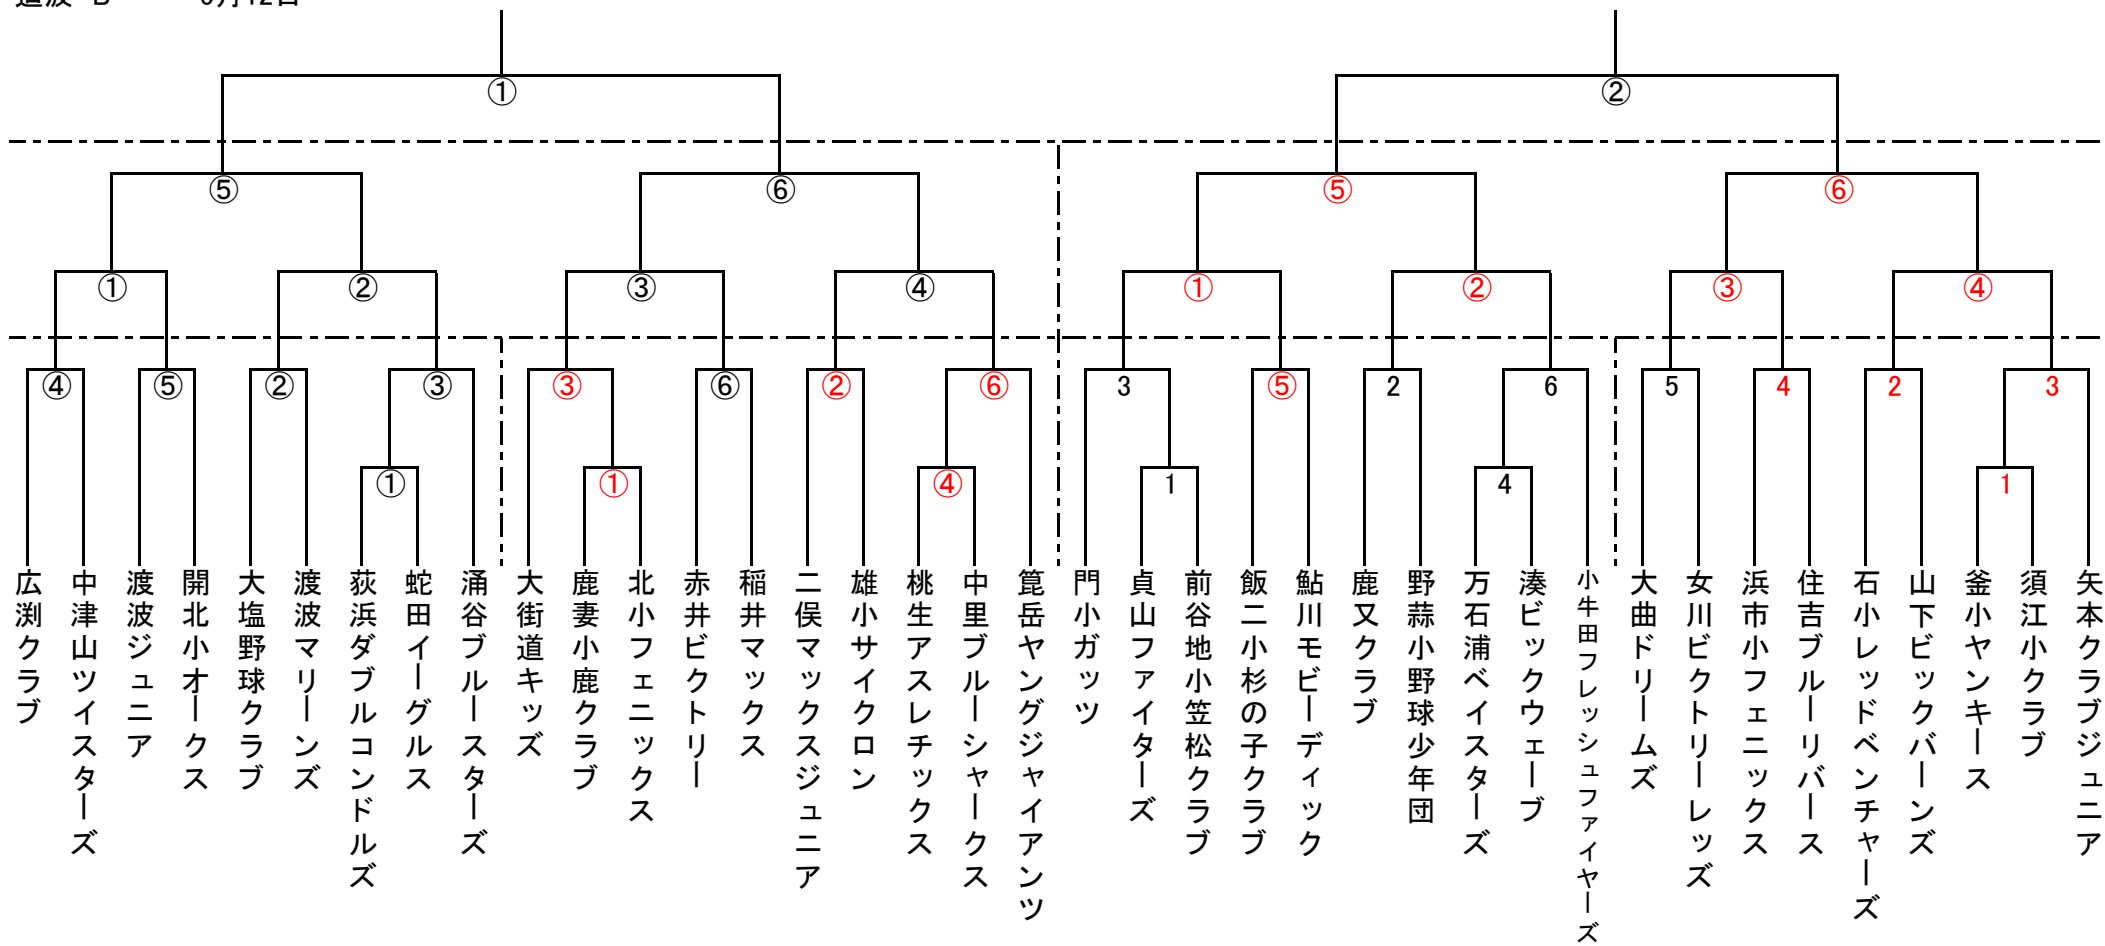 ① ②
⑤ ⑥ ⑤ ⑥
① ② ③ ④ ① ② ③ ④
④ ⑤ ② ③ ③ ⑥ ② ⑥ 3 ⑤ 2 6 5 4 2 3
① ① ④ 1 4 1
広渕クラブ
中津山ツイスターズ
渡波ジュニア
開北小オークス
大塩野球クラブ
渡波マリーンズ
荻浜ダブルコンドルズ
蛇田イーグルス
涌谷ブルースターズ
大街道キッズ
鹿妻小鹿クラブ
北小フェニックス
赤井ビクトリー
稲井マックス
二俣マックスジュニア
雄小サイクロン
桃生アスレチックス
中里ブルーシャークス
箟岳ヤングジャイアンツ
門小ガッツ
貞山ファイターズ
前谷地小笠松クラブ
飯二小杉の子クラブ
鮎川モビーディック
鹿又クラブ
野蒜小野球少年団
万石浦ベイスターズ
湊ビックウェーブ
小牛田フレッシュファイヤーズ
大曲ドリームズ
女川ビクトリーレッズ
浜市小フェニックス
住吉ブルーリバース
石小レッドベンチャーズ
山下ビックバーンズ
釜小ヤンキース
須江小クラブ
矢本クラブジュニア